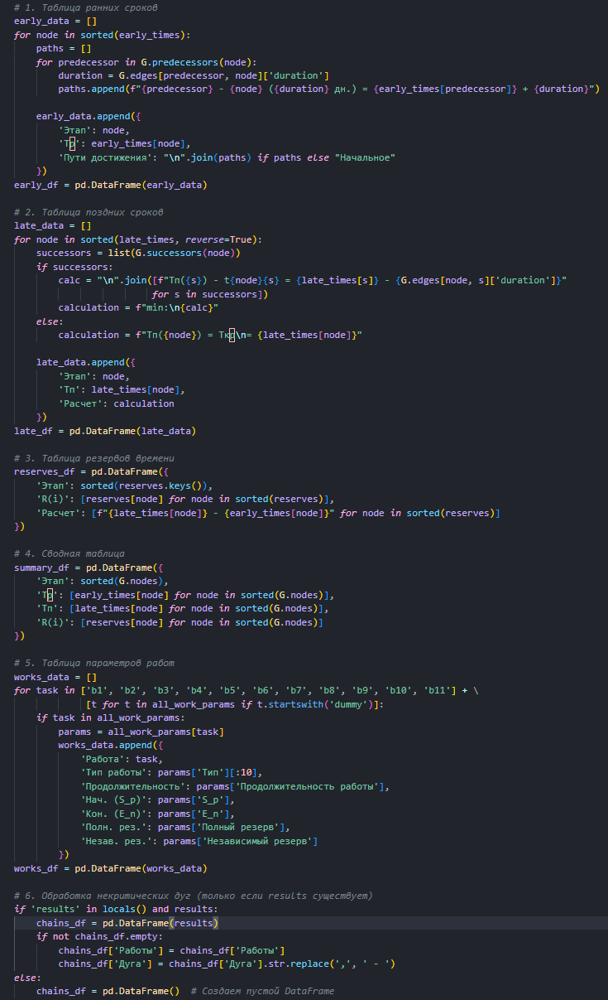 # 1. Таблица ранних сроков
early_data = []
for node in sorted(early_times):
    paths = []
    for predecessor in G.predecessors(node):
        duration = G.edges[predecessor, node]['duration']
        paths.append(f"{predecessor} - {node} ({duration} дн.) = {early_times[predecessor]} + {duration}")

    early_data.append({
        'Этап': node,
        'Тр': early_times[node],
        'Пути достижения': "\n".join(paths) if paths else "Начальное"
    })
early_df = pd.DataFrame(early_data)

# 2. Таблица поздних сроков
late_data = []
for node in sorted(late_times, reverse=True):
    successors = list(G.successors(node))
    if successors:
        calc = "\n".join([f"Тп({s}) - t{node}{s} = {late_times[s]} - {G.edges[node, s]['duration']}"
                         for s in successors])
        calculation = f"min:\n{calc}"
    else:
        calculation = f"Тп({node}) = Ткр\n= {late_times[node]}"

    late_data.append({
        'Этап': node,
        'Тп': late_times[node],
        'Расчет': calculation
    })
late_df = pd.DataFrame(late_data)

# 3. Таблица резервов времени
reserves_df = pd.DataFrame({
    'Этап': sorted(reserves.keys()),
    'R(i)': [reserves[node] for node in sorted(reserves)],
    'Расчет': [f"{late_times[node]} - {early_times[node]}" for node in sorted(reserves)]
})

# 4. Сводная таблица
summary_df = pd.DataFrame({
    'Этап': sorted(G.nodes),
    'Тр': [early_times[node] for node in sorted(G.nodes)],
    'Тп': [late_times[node] for node in sorted(G.nodes)],
    'R(i)': [reserves[node] for node in sorted(G.nodes)]
})

# 5. Таблица параметров работ
works_data = []
for task in ['b1', 'b2', 'b3', 'b4', 'b5', 'b6', 'b7', 'b8', 'b9', 'b10', 'b11'] + \
             [t for t in all_work_params if t.startswith('dummy')]:
    if task in all_work_params:
        params = all_work_params[task]
        works_data.append({
            'Работа': task,
            'Тип работы': params['Тип'][:10],
            'Продолжительность': params['Продолжительность работы'],
            'Нач. (S_p)': params['S_p'],
            'Кон. (E_n)': params['E_n'],
            'Полн. рез.': params['Полный резерв'],
            'Незав. рез.': params['Независимый резерв']
        })
works_df = pd.DataFrame(works_data)

# 6. Обработка некритических дуг (только если results существуем)
if 'results' in locals() and results:
    chains_df = pd.DataFrame(results)
    if not chains_df.empty:
        chains_df['Работы'] = chains_df['Работы']
        chains_df['Дуга'] = chains_df['Дуга'].str.replace(',', ' - ')
else:
    chains_df = pd.DataFrame()  # Создаем пустой DataFrame